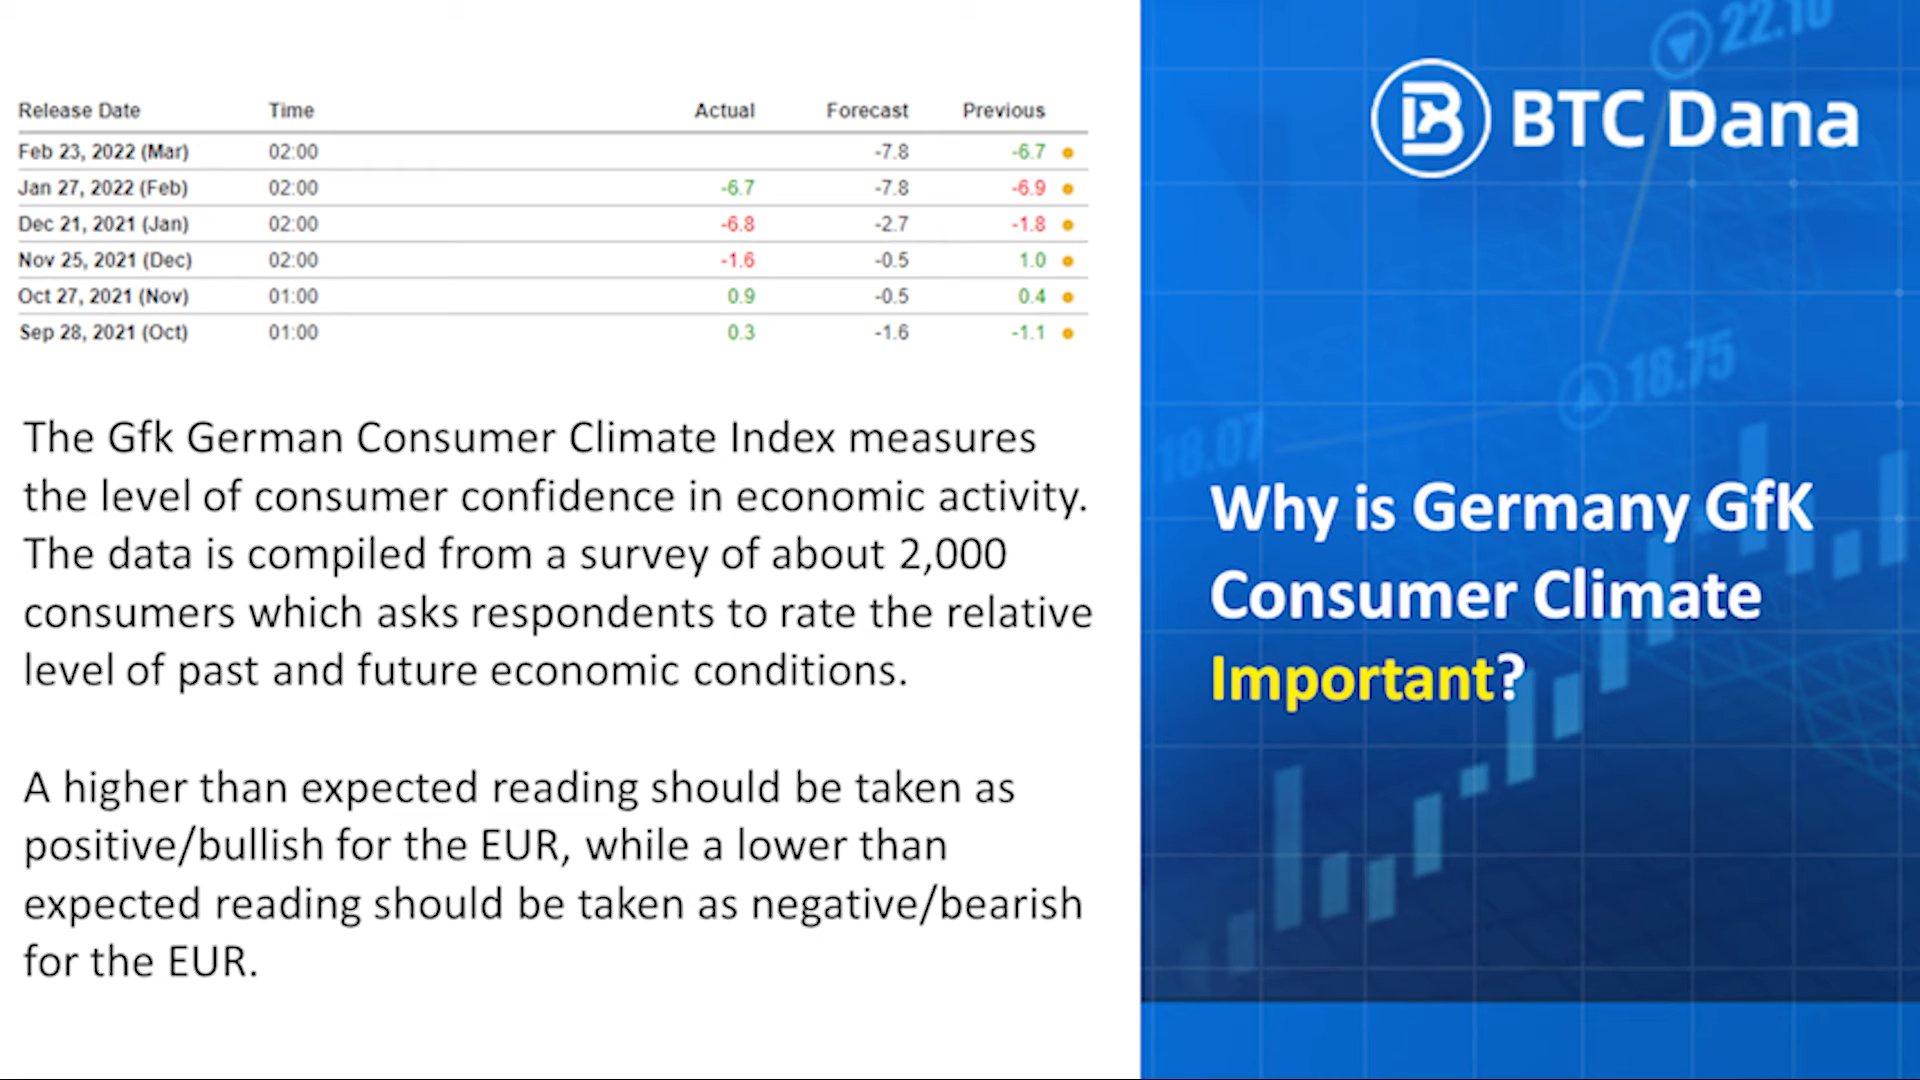 Release Date Time Actual Forecast Previous
Feb 23, 2022 (Mar) 02:00 -7.8 -6.7
Jan 27, 2022 (Feb) 02:00 -6.7 -7.8 -6.9
Dec 21, 2021 (Jan) 02:00 -6.8 -2.7 -1.8
Nov 25, 2021 (Dec) 02:00 -1.6 -0.5 1.0
Oct 27, 2021 (Nov) 01:00 0.9 -0.5 0.4
Sep 28, 2021 (Oct) 01:00 0.3 -1.6 -1.1
The Gfk German Consumer Climate Index measures
the level of consumer confidence in economic activity.
The data is compiled from a survey of about 2,000
consumers which asks respondents to rate the relative
level of past and future economic conditions.
A higher than expected reading should be taken as
positive/bullish for the EUR, while a lower than
expected reading should be taken as negative/bearish
for the EUR.
22.10
BTC Dana
18.75
18.07
Why is Germany GfK
Consumer Climate
Important?